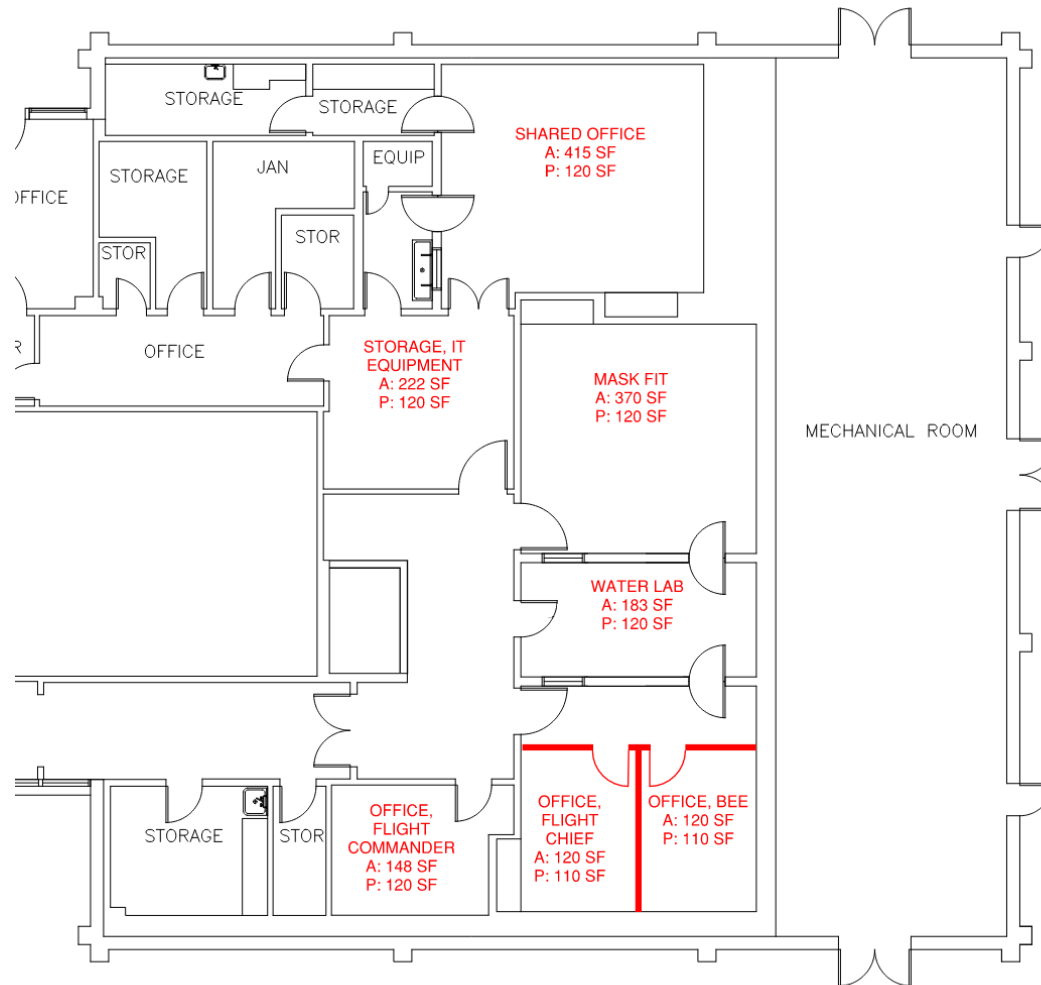 STORAGE
STORAGE
SHARED OFFICE
A: 415 SF
P: 120 SF
EQUIP
JAN
STORAGE
OFFICE
STOR
STOR
R
OFFICE
STORAGE, IT
EQUIPMENT
A: 222 SF
P: 120 SF
MASK FIT
A: 370 SF
P: 120 SF
MECHANICAL ROOM
WATER LAB
A: 183 SF
P: 120 SF
STORAGE
STOR
OFFICE,
FLIGHT
COMMANDER
A: 148 SF
P: 120 SF
OFFICE,
FLIGHT
CHIEF
A: 120 SF
P: 110 SF
OFFICE, BEE
A: 120 SF
P: 110 SF